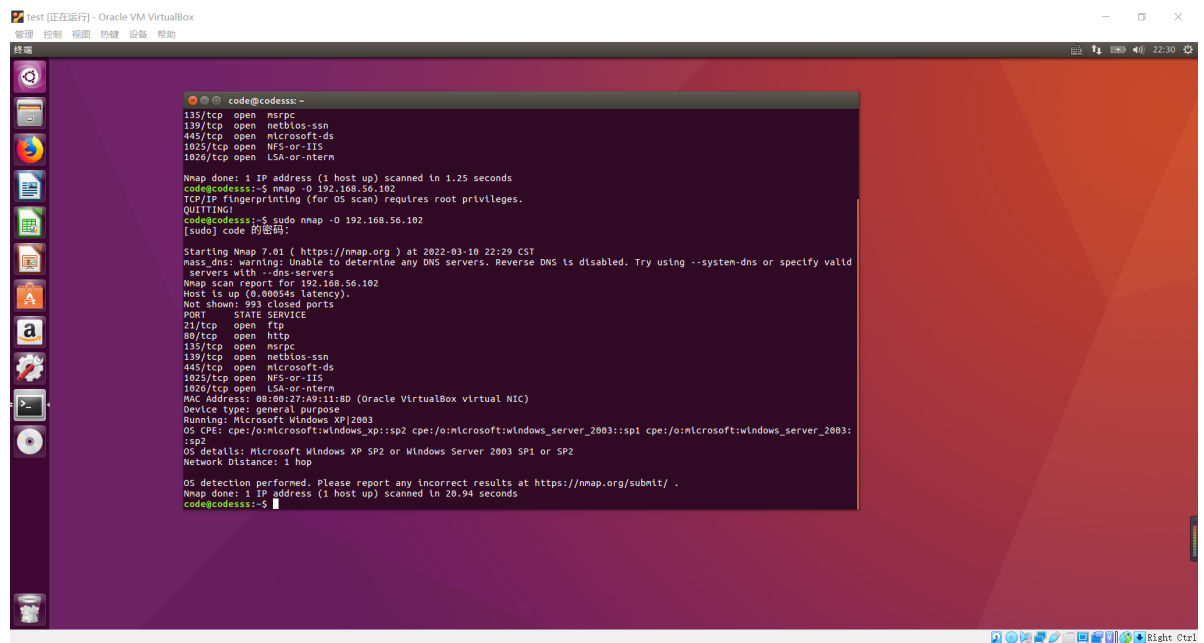 test [正在运行] - Oracle VM VirtualBox
管理 控制 视图 热键 设备 帮助
终端
22:30
code@codesss: ~
135/tcp open msrpc
139/tcp open netbios-ssn
445/tcp open microsoft-ds
1025/tcp open NFS-or-IIS
1026/tcp open LSA-or-nterm
Nmap done: 1 IP address (1 host up) scanned in 1.25 seconds
code@codesss:~$ nmap -O 192.168.56.102
TCP/IP fingerprinting (for OS scan) requires root privileges.
QUITTING!
code@codesss:~$ sudo nmap -O 192.168.56.102
[sudo] code 的密码：
Starting Nmap 7.01 ( https://nmap.org ) at 2022-03-10 22:29 CST
mass_dns: warning: Unable to determine any DNS servers. Reverse DNS is disabled. Try using --system-dns or specify valid
servers with --dns-servers
Nmap scan report for 192.168.56.102
Host is up (0.00054s latency).
Not shown: 993 closed ports
PORT STATE SERVICE
21/tcp open ftp
80/tcp open http
135/tcp open msrpc
139/tcp open netbios-ssn
445/tcp open microsoft-ds
1025/tcp open NFS-or-IIS
1026/tcp open LSA-or-nterm
MAC Address: 08:00:27:A9:11:8D (Oracle VirtualBox virtual NIC)
Device type: general purpose
Running: Microsoft Windows XP|2003
OS CPE: cpe:/o:microsoft:windows_xp::sp2 cpe:/o:microsoft:windows_server_2003::sp1 cpe:/o:microsoft:windows_server_2003:
:sp2
OS details: Microsoft Windows XP SP2 or Windows Server 2003 SP1 or SP2
Network Distance: 1 hop
OS detection performed. Please report any incorrect results at https://nmap.org/submit/ .
Nmap done: 1 IP address (1 host up) scanned in 20.94 seconds
code@codesss:~$
Right Ctrl